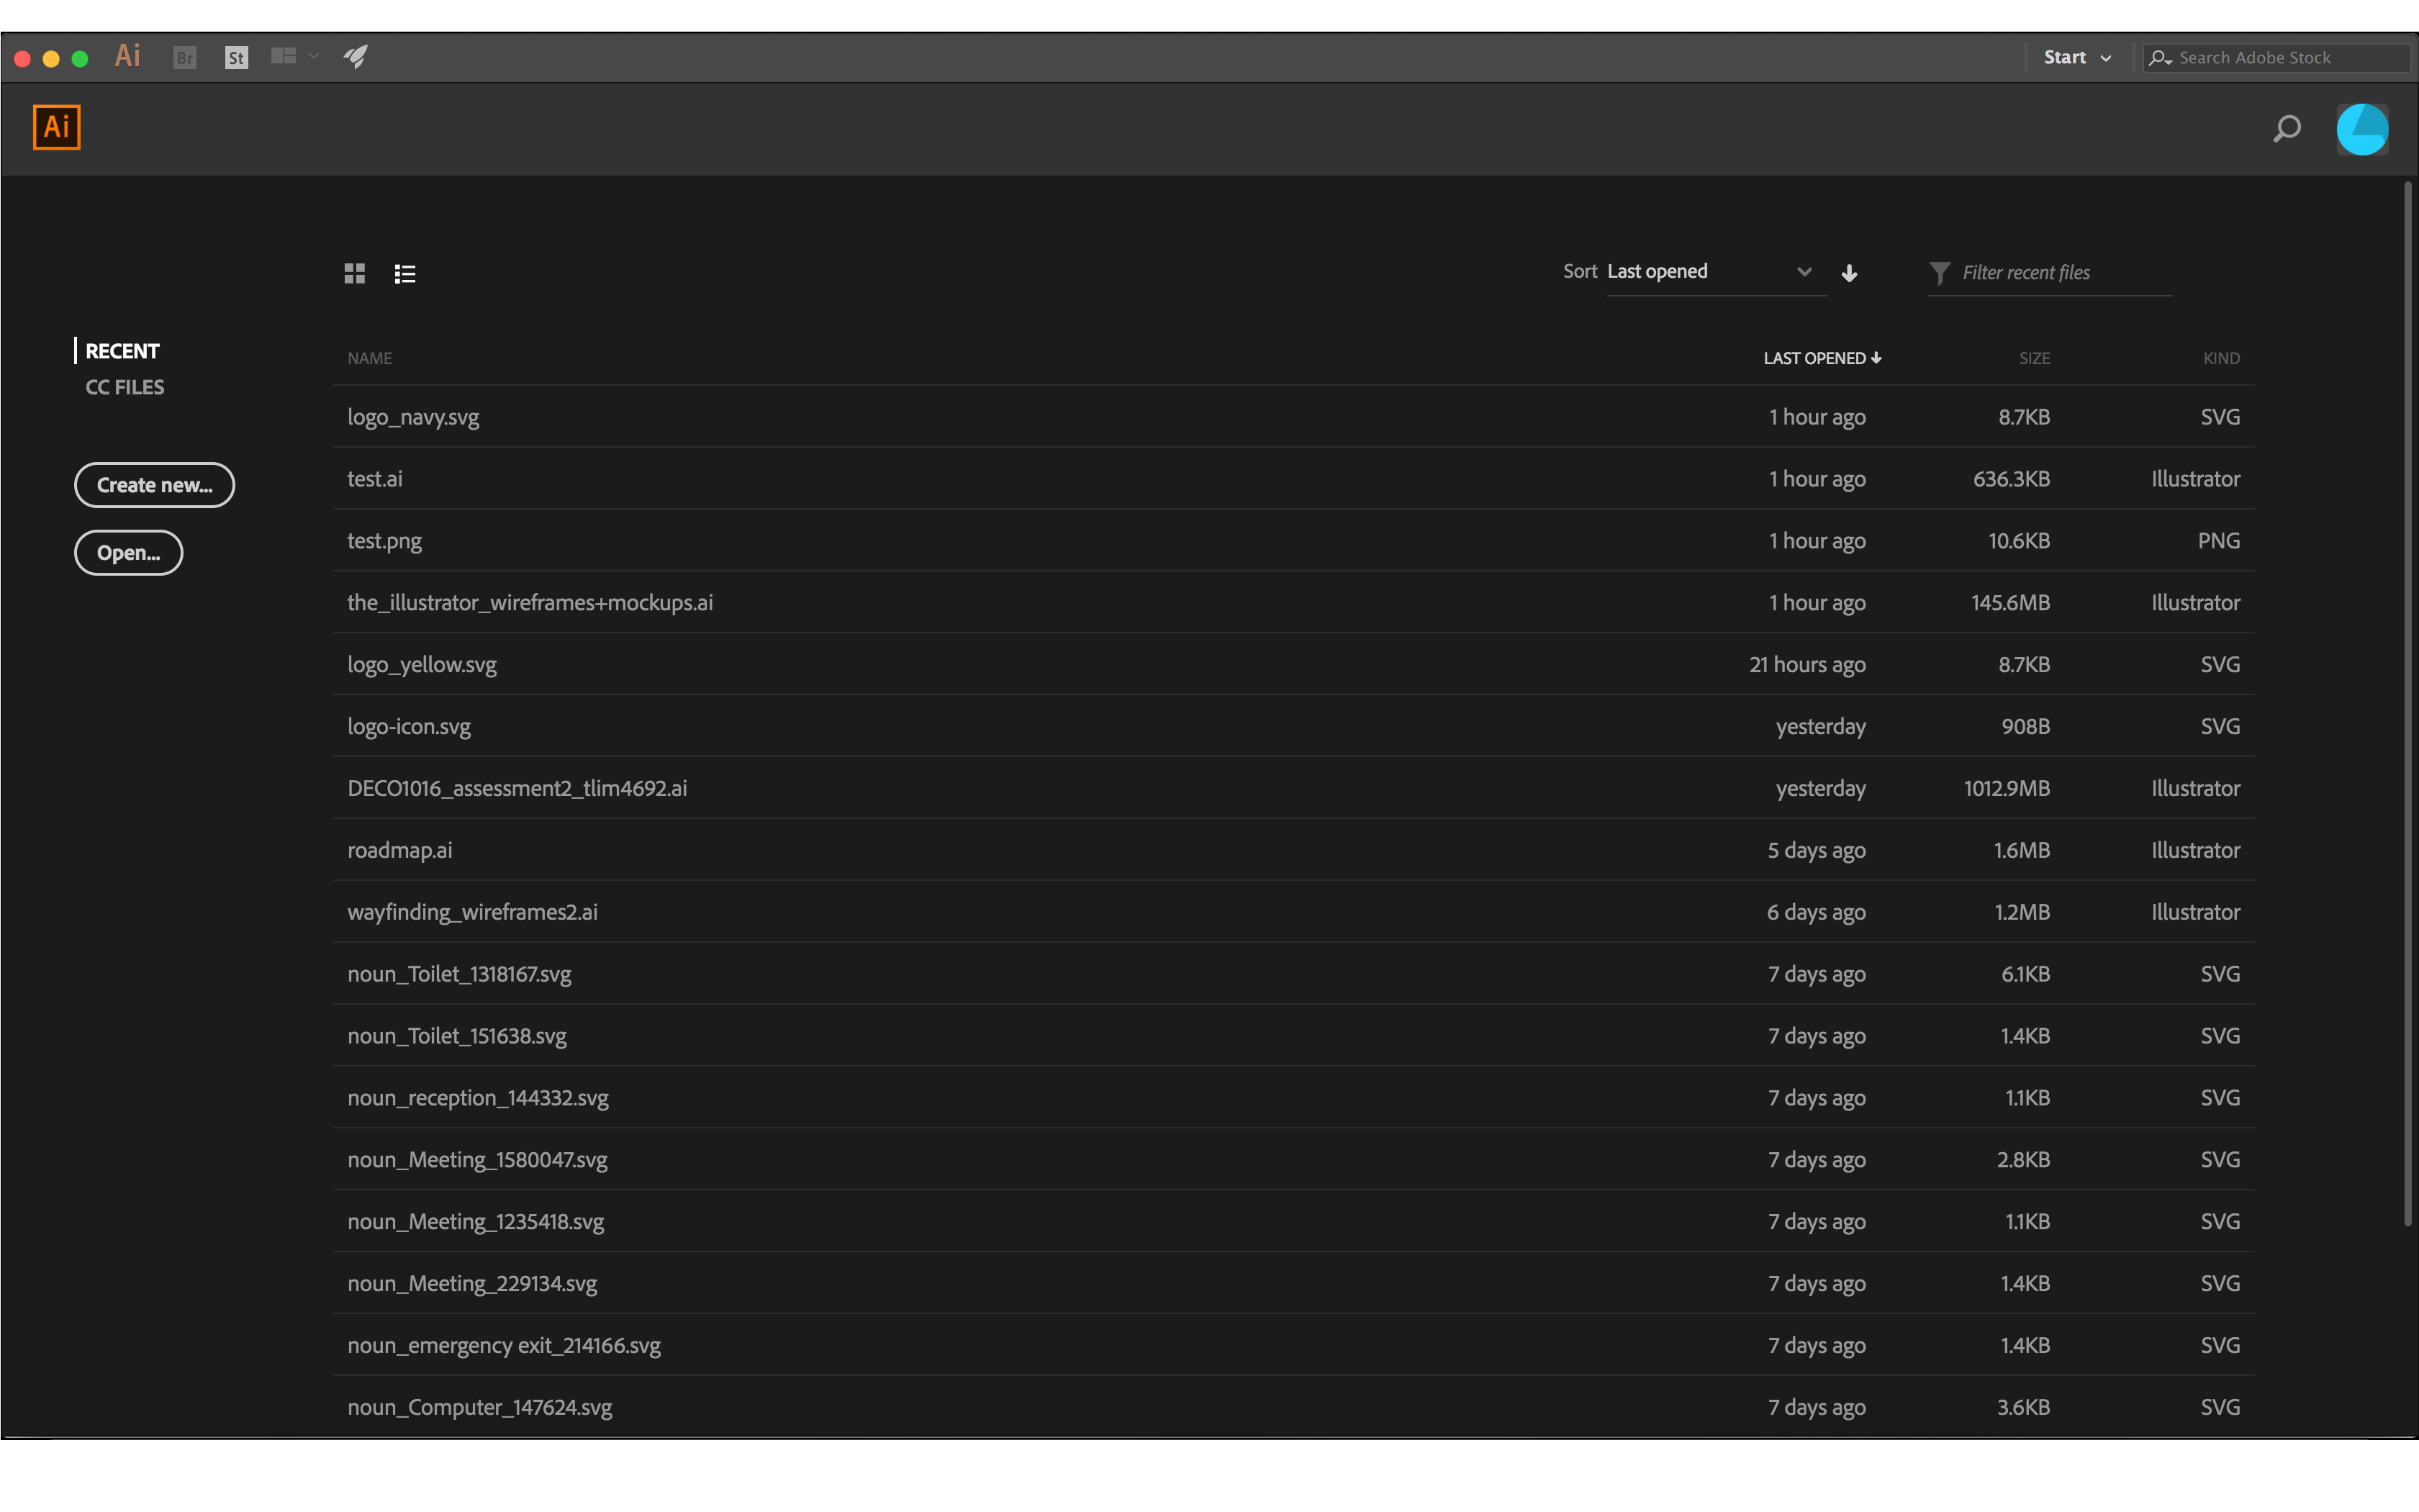 Ai Br St Start Search Adobe Stock
Ai
Sort Last opened Filter recent files
RECENT
CC FILES
Create new...
Open...
NAME LAST OPENED SIZE KIND
logo_navy.svg 1 hour ago 8.7KB SVG
test.ai 1 hour ago 636.3KB Illustrator
test.png 1 hour ago 10.6KB PNG
the_illustrator_wireframes+mockups.ai 1 hour ago 145.6MB Illustrator
logo_yellow.svg 21 hours ago 8.7KB SVG
logo-icon.svg yesterday 908B SVG
DECO1016_assessment2_tlim4692.ai yesterday 1012.9MB Illustrator
roadmap.ai 5 days ago 1.6MB Illustrator
wayfinding_wireframes2.ai 6 days ago 1.2MB Illustrator
noun_Toilet_1318167.svg 7 days ago 6.1KB SVG
noun_Toilet_151638.svg 7 days ago 1.4KB SVG
noun_reception_144332.svg 7 days ago 1.1KB SVG
noun_Meeting_1580047.svg 7 days ago 2.8KB SVG
noun_Meeting_1235418.svg 7 days ago 1.1KB SVG
noun_Meeting_229134.svg 7 days ago 1.4KB SVG
noun_emergency exit_214166.svg 7 days ago 1.4KB SVG
noun_Computer_147624.svg 7 days ago 3.6KB SVG